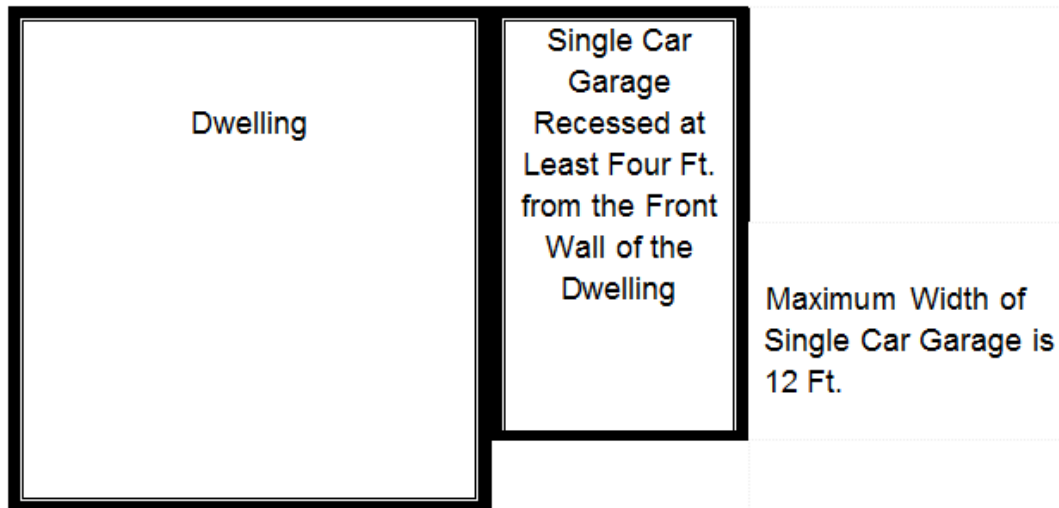 Dwelling
Single Car
Garage
Recessed at
Least Four Ft.
from the Front
Wall of the
Dwelling
Maximum Width of
Single Car Garage is
12 Ft.